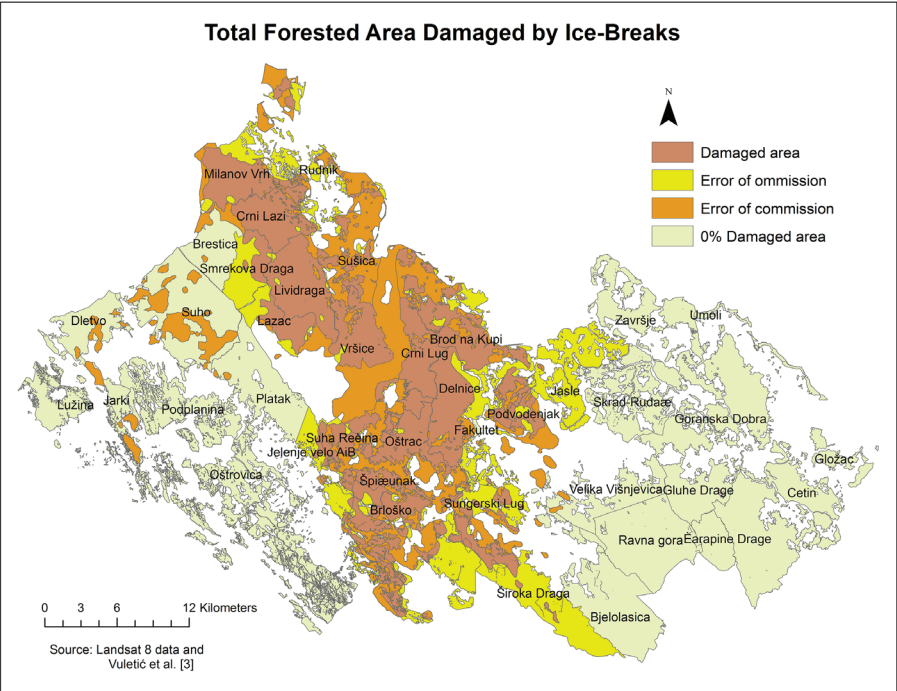 Total Forested Area Damaged by Ice-Breaks
N
Damaged area
Error of ommission
Error of commission
0% Damaged area
Milanov Vrh
Rudnik
Crni Lazi
Brestica
Sušica
Smrekova Draga
Lividraga
Suho
Dletvo
Lazac
Završje
Umoli
Brod na Kupi
Vršice
Crni Lug
Delnice
Jasle
Lužina
Jarki
Podplanina
Platak
Skrad-Rudaæ
Podvodenjak
Goranska Dobra
Fakultet
Suha Reèina
Oštrac
Jelenje velo AiB
Gložac
Oštrovica
Špiæunak
Velika Višnjevica
Gluhe Drage
Cetin
Sungerski Lug
Brloško
Ravna gora
Èarapine Drage
Široka Draga
Bjelolasica
0 3 6 12 Kilometers
Source: Landsat 8 data and
Vuletić et al. [3]